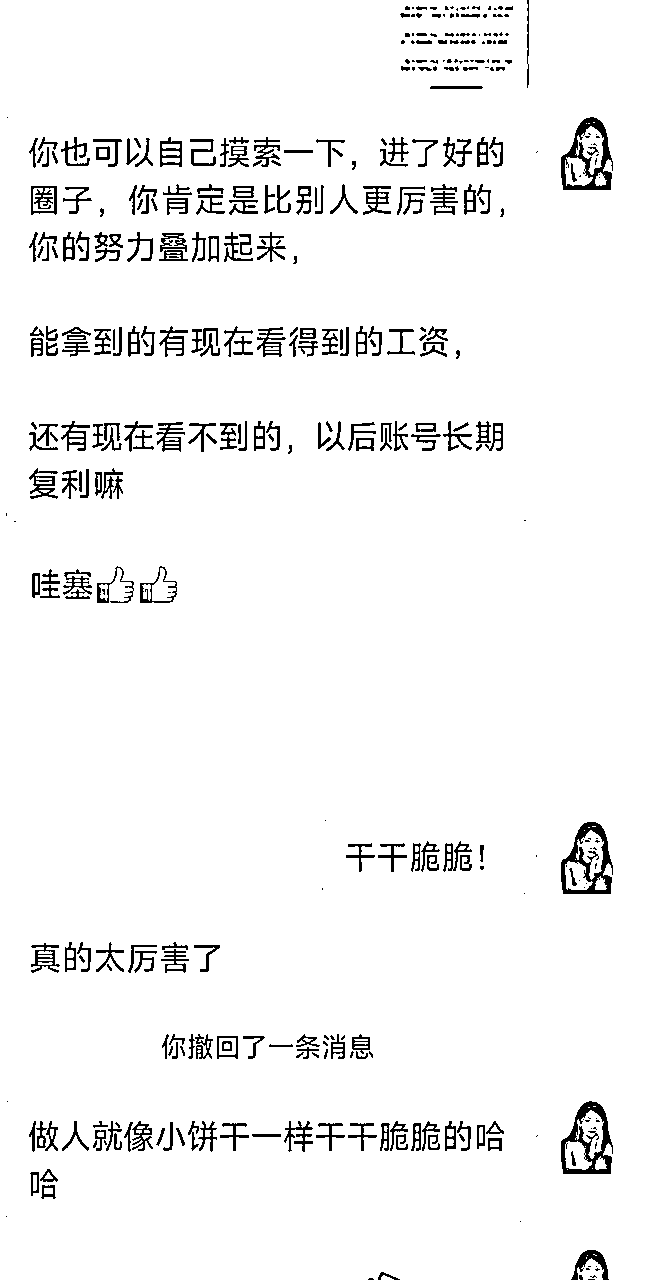 你也可以自己摸索一下，进了好的
圈子，你肯定是比别人更厉害的，
你的努力叠加起来，
能拿到的有现在看得到的工资，
还有现在看不到的，以后账号长期
复利嘛
哇塞👍👍
干干脆脆！
真的太厉害了
你撤回了一条消息
做人就像小饼干一样干干脆脆的哈
哈